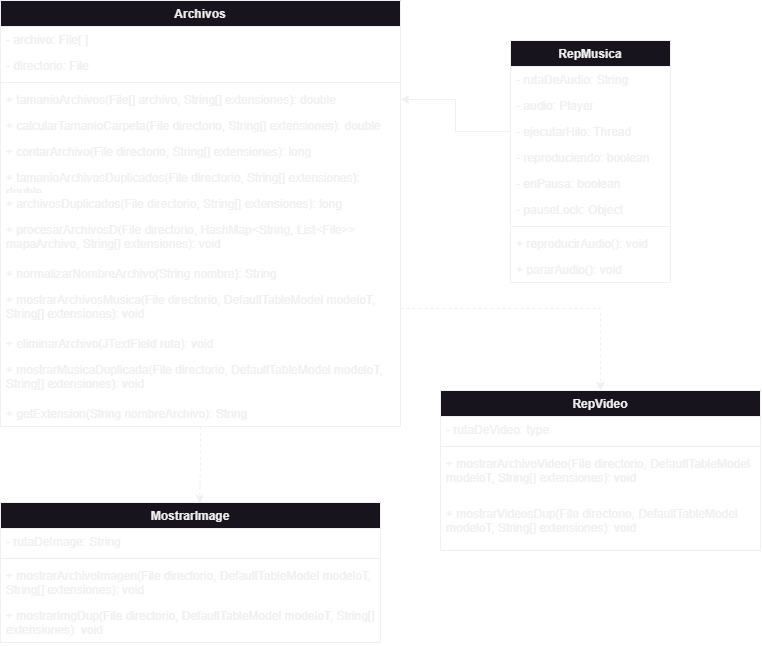 Archivos
- archivo: File[ ]
- directorio: File
+ tamanioArchivos(File[] archivo, String[] extensiones): double
+ calcularTamanioCarpeta(File directorio, String[] extensiones): double
+ contarArchivo(File directorio, String[] extensiones): long
+ tamanioArchivosDuplicados(File directorio, String[] extensiones):
double
+ archivosDuplicados(File directorio, String[] extensiones): long
+ procesarArchivosD(File directorio, HashMap<String, List<File>>
mapaArchivo, String[] extensiones): void
+ normalizarNombreArchivo(String nombre): String
+ mostrarArchivosMusica(File directorio, DefaultTableModel modeloT,
String[] extensiones): void
+ eliminarArchivo(JTextField ruta): void
+ mostrarMusicaDuplicada(File directorio, DefaultTableModel modeloT,
String[] extensiones): void
+ getExtension(String nombreArchivo): String
RepMusica
- rutaDeAudio: String
- audio: Player
- ejecutarHilo: Thread
- reproduciendo: boolean
- enPausa: boolean
- pauseLock: Object
+ reproducirAudio(): void
+ pararAudio(): void
RepVideo
- rutaDeVideo: type
+ mostrarArchivoVideo(File directorio, DefaultTableModel
modeloT, String[] extensiones): void
+ mostrarVideosDup(File directorio, DefaultTableModel
modeloT, String[] extensiones): void
MostrarImage
- rutaDeImage: String
+ mostrarArchivoImagen(File directorio, DefaultTableModel modeloT,
String[] extensiones): void
+ mostrarImgDup(File directorio, DefaultTableModel modeloT, String[]
extensiones): void